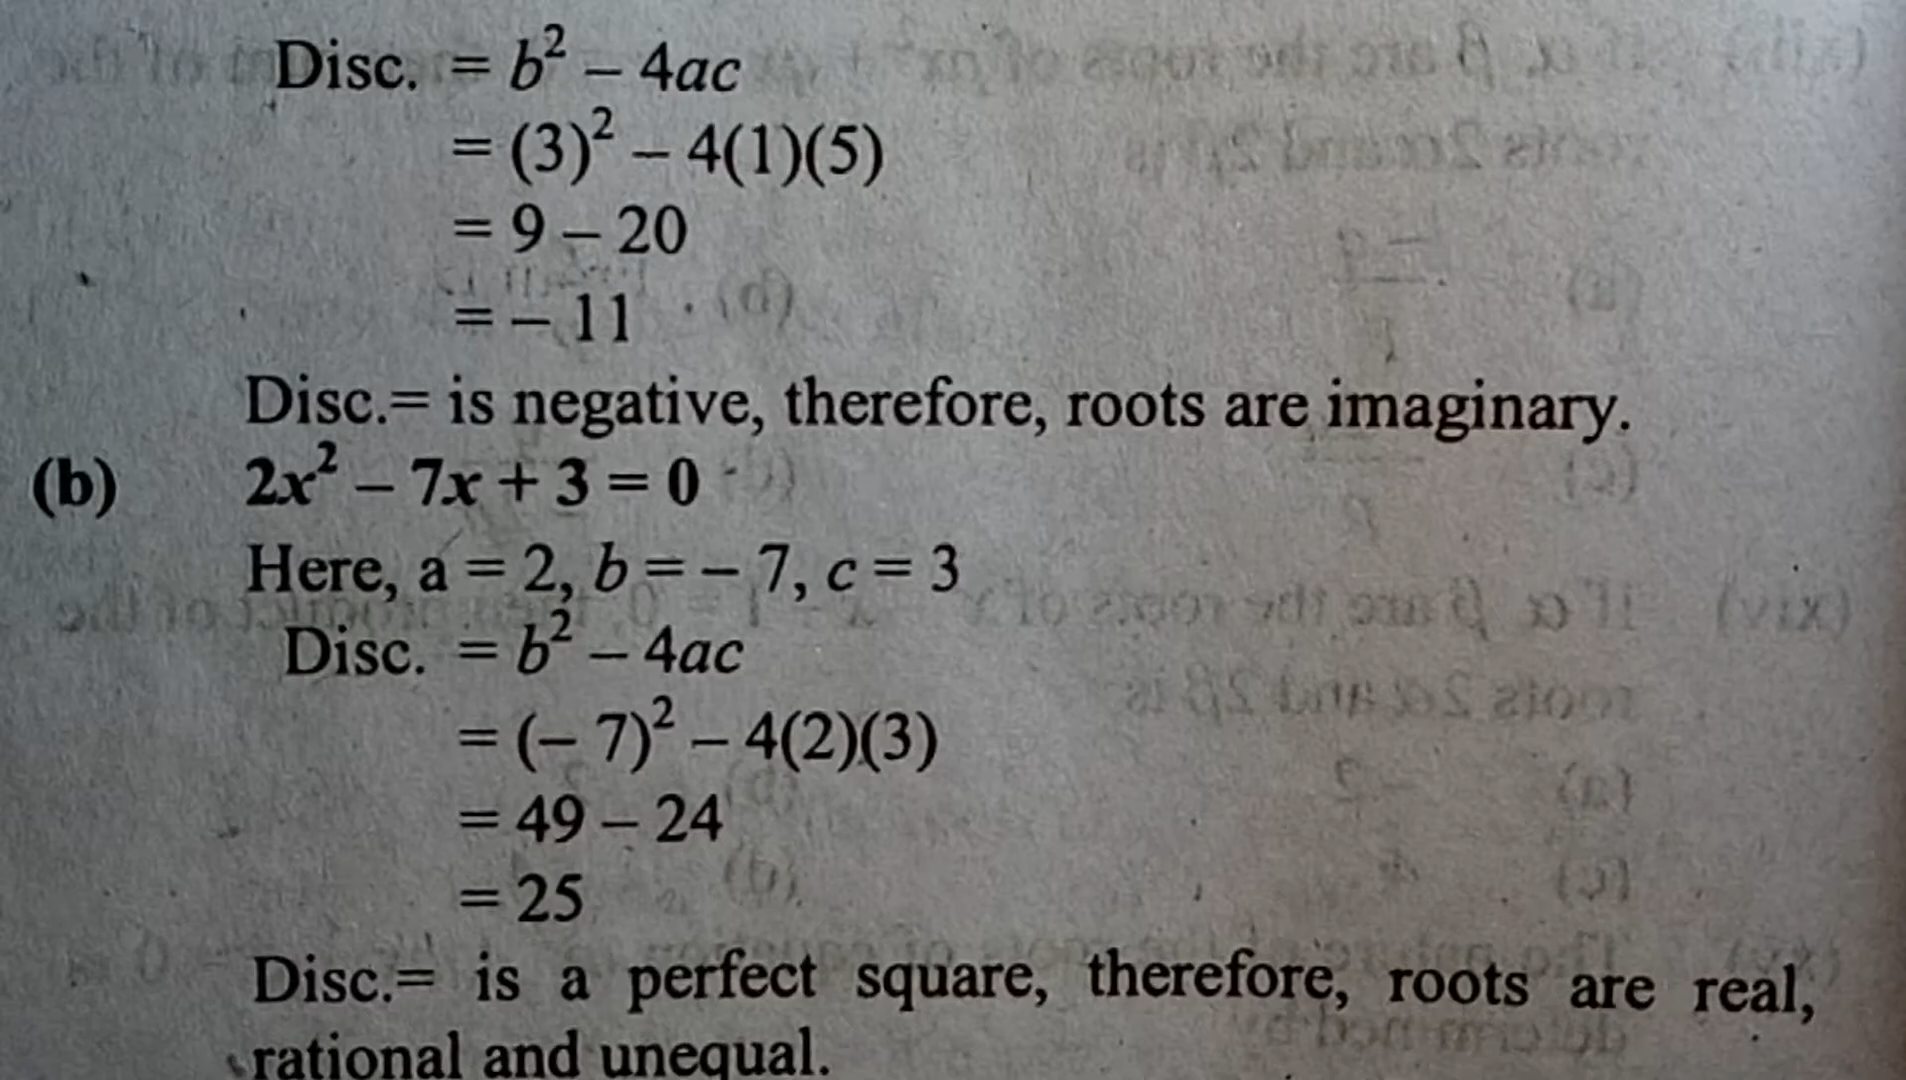 Disc. = b² – 4ac
= (3)² – 4(1)(5)
= 9 – 20
= – 11
Disc.= is negative, therefore, roots are imaginary.
(b) 2x² – 7x + 3 = 0
Here, a = 2, b = – 7, c = 3
Disc. = b² – 4ac
= (– 7)² – 4(2)(3)
= 49 – 24
= 25
Disc.= is a perfect square, therefore, roots are real,
rational and unequal.